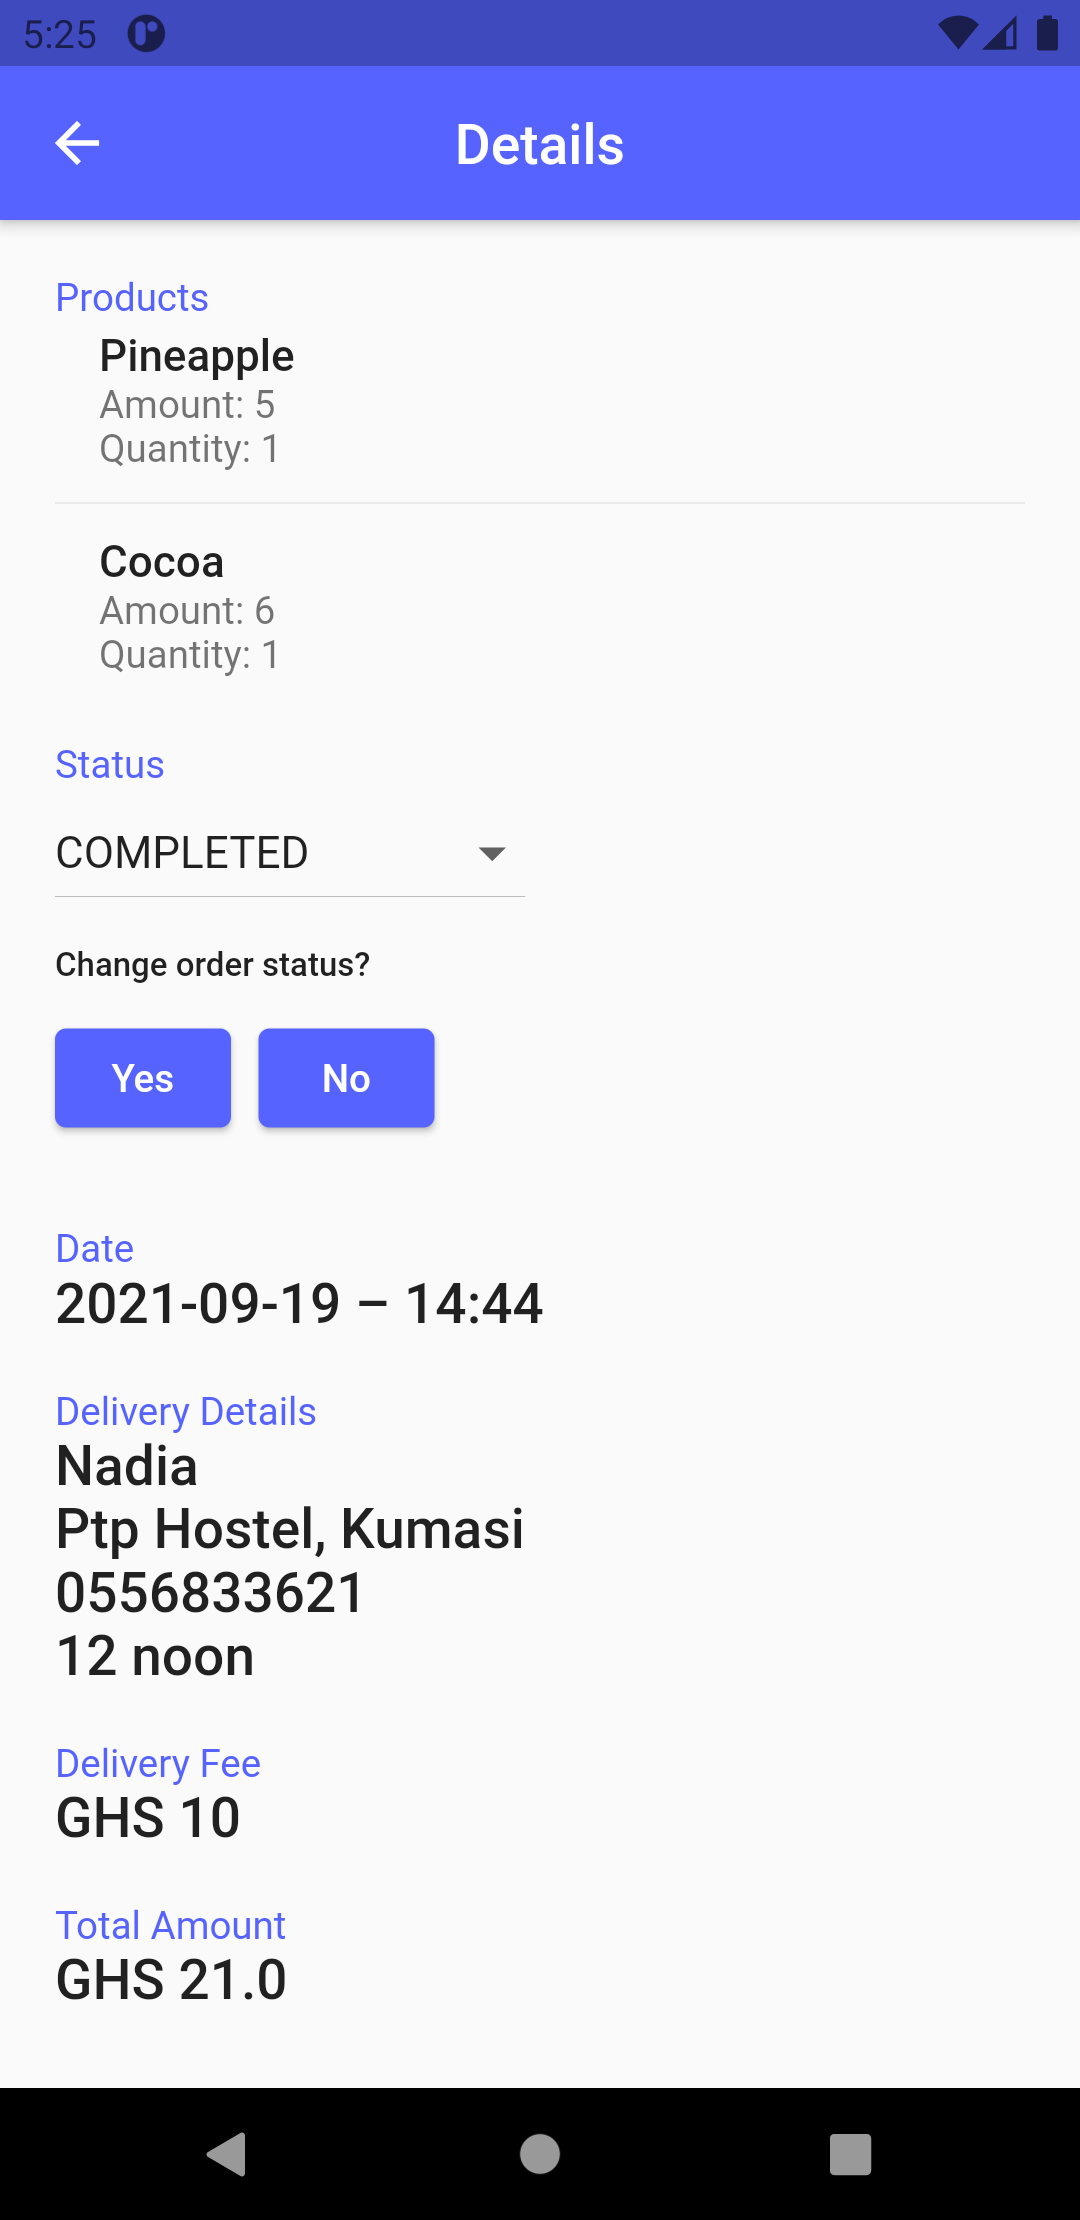 5:25
Details
Products
Pineapple
Amount: 5
Quantity: 1
Cocoa
Amount: 6
Quantity: 1
Status
COMPLETED
Change order status?
Yes No
Date
2021-09-19 – 14:44
Delivery Details
Nadia
Ptp Hostel, Kumasi
0556833621
12 noon
Delivery Fee
GHS 10
Total Amount
GHS 21.0